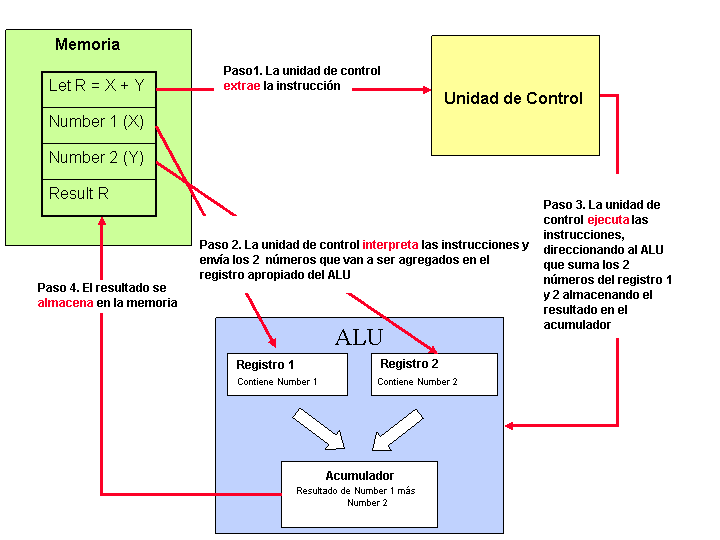 Memoria
Let R = X + Y
Number 1 (X)
Number 2 (Y)
Result R
Paso1. La unidad de control
extrae la instrucción
Unidad de Control
Paso 2. La unidad de control interpreta las instrucciones y
envía los 2 números que van a ser agregados en el
registro apropiado del ALU
Paso 3. La unidad de
control ejecuta las
instrucciones,
direccionando al ALU
que suma los 2
números del registro 1
y 2 almacenando el
resultado en el
acumulador
Paso 4. El resultado se
almacena en la memoria
ALU
Registro 1
Contiene Number 1
Registro 2
Contiene Number 2
Acumulador
Resultado de Number 1 más
Number 2